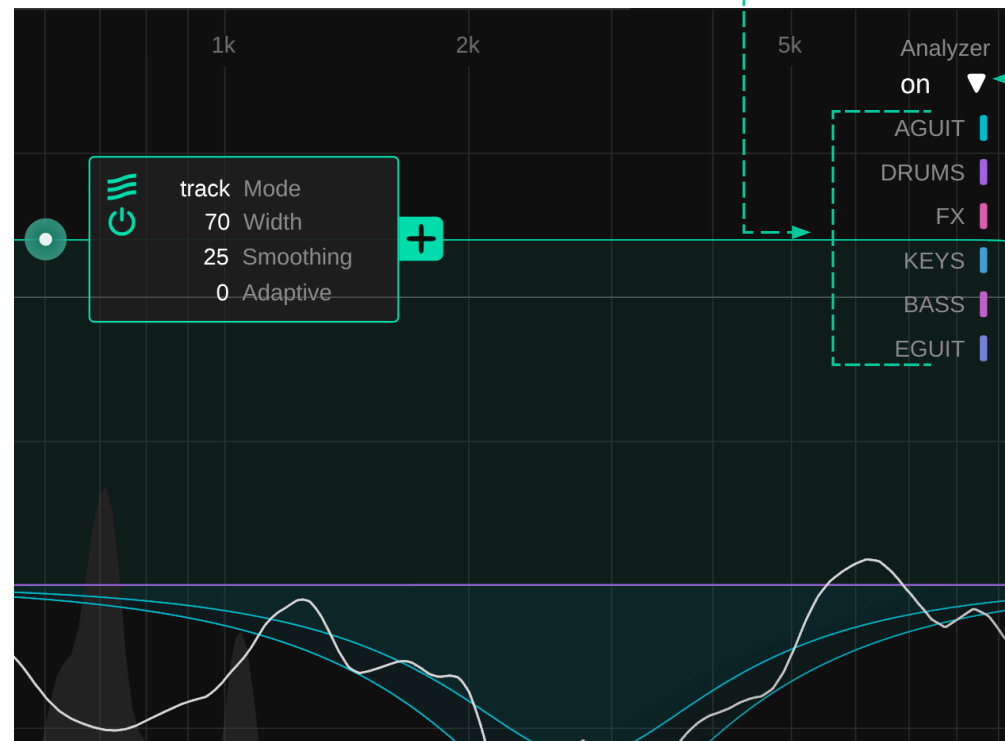 1k 2k 5k
Analyzer
on
AGUIT
DRUMS
FX
KEYS
BASS
EGUIT
track Mode
70 Width
25 Smoothing
0 Adaptive